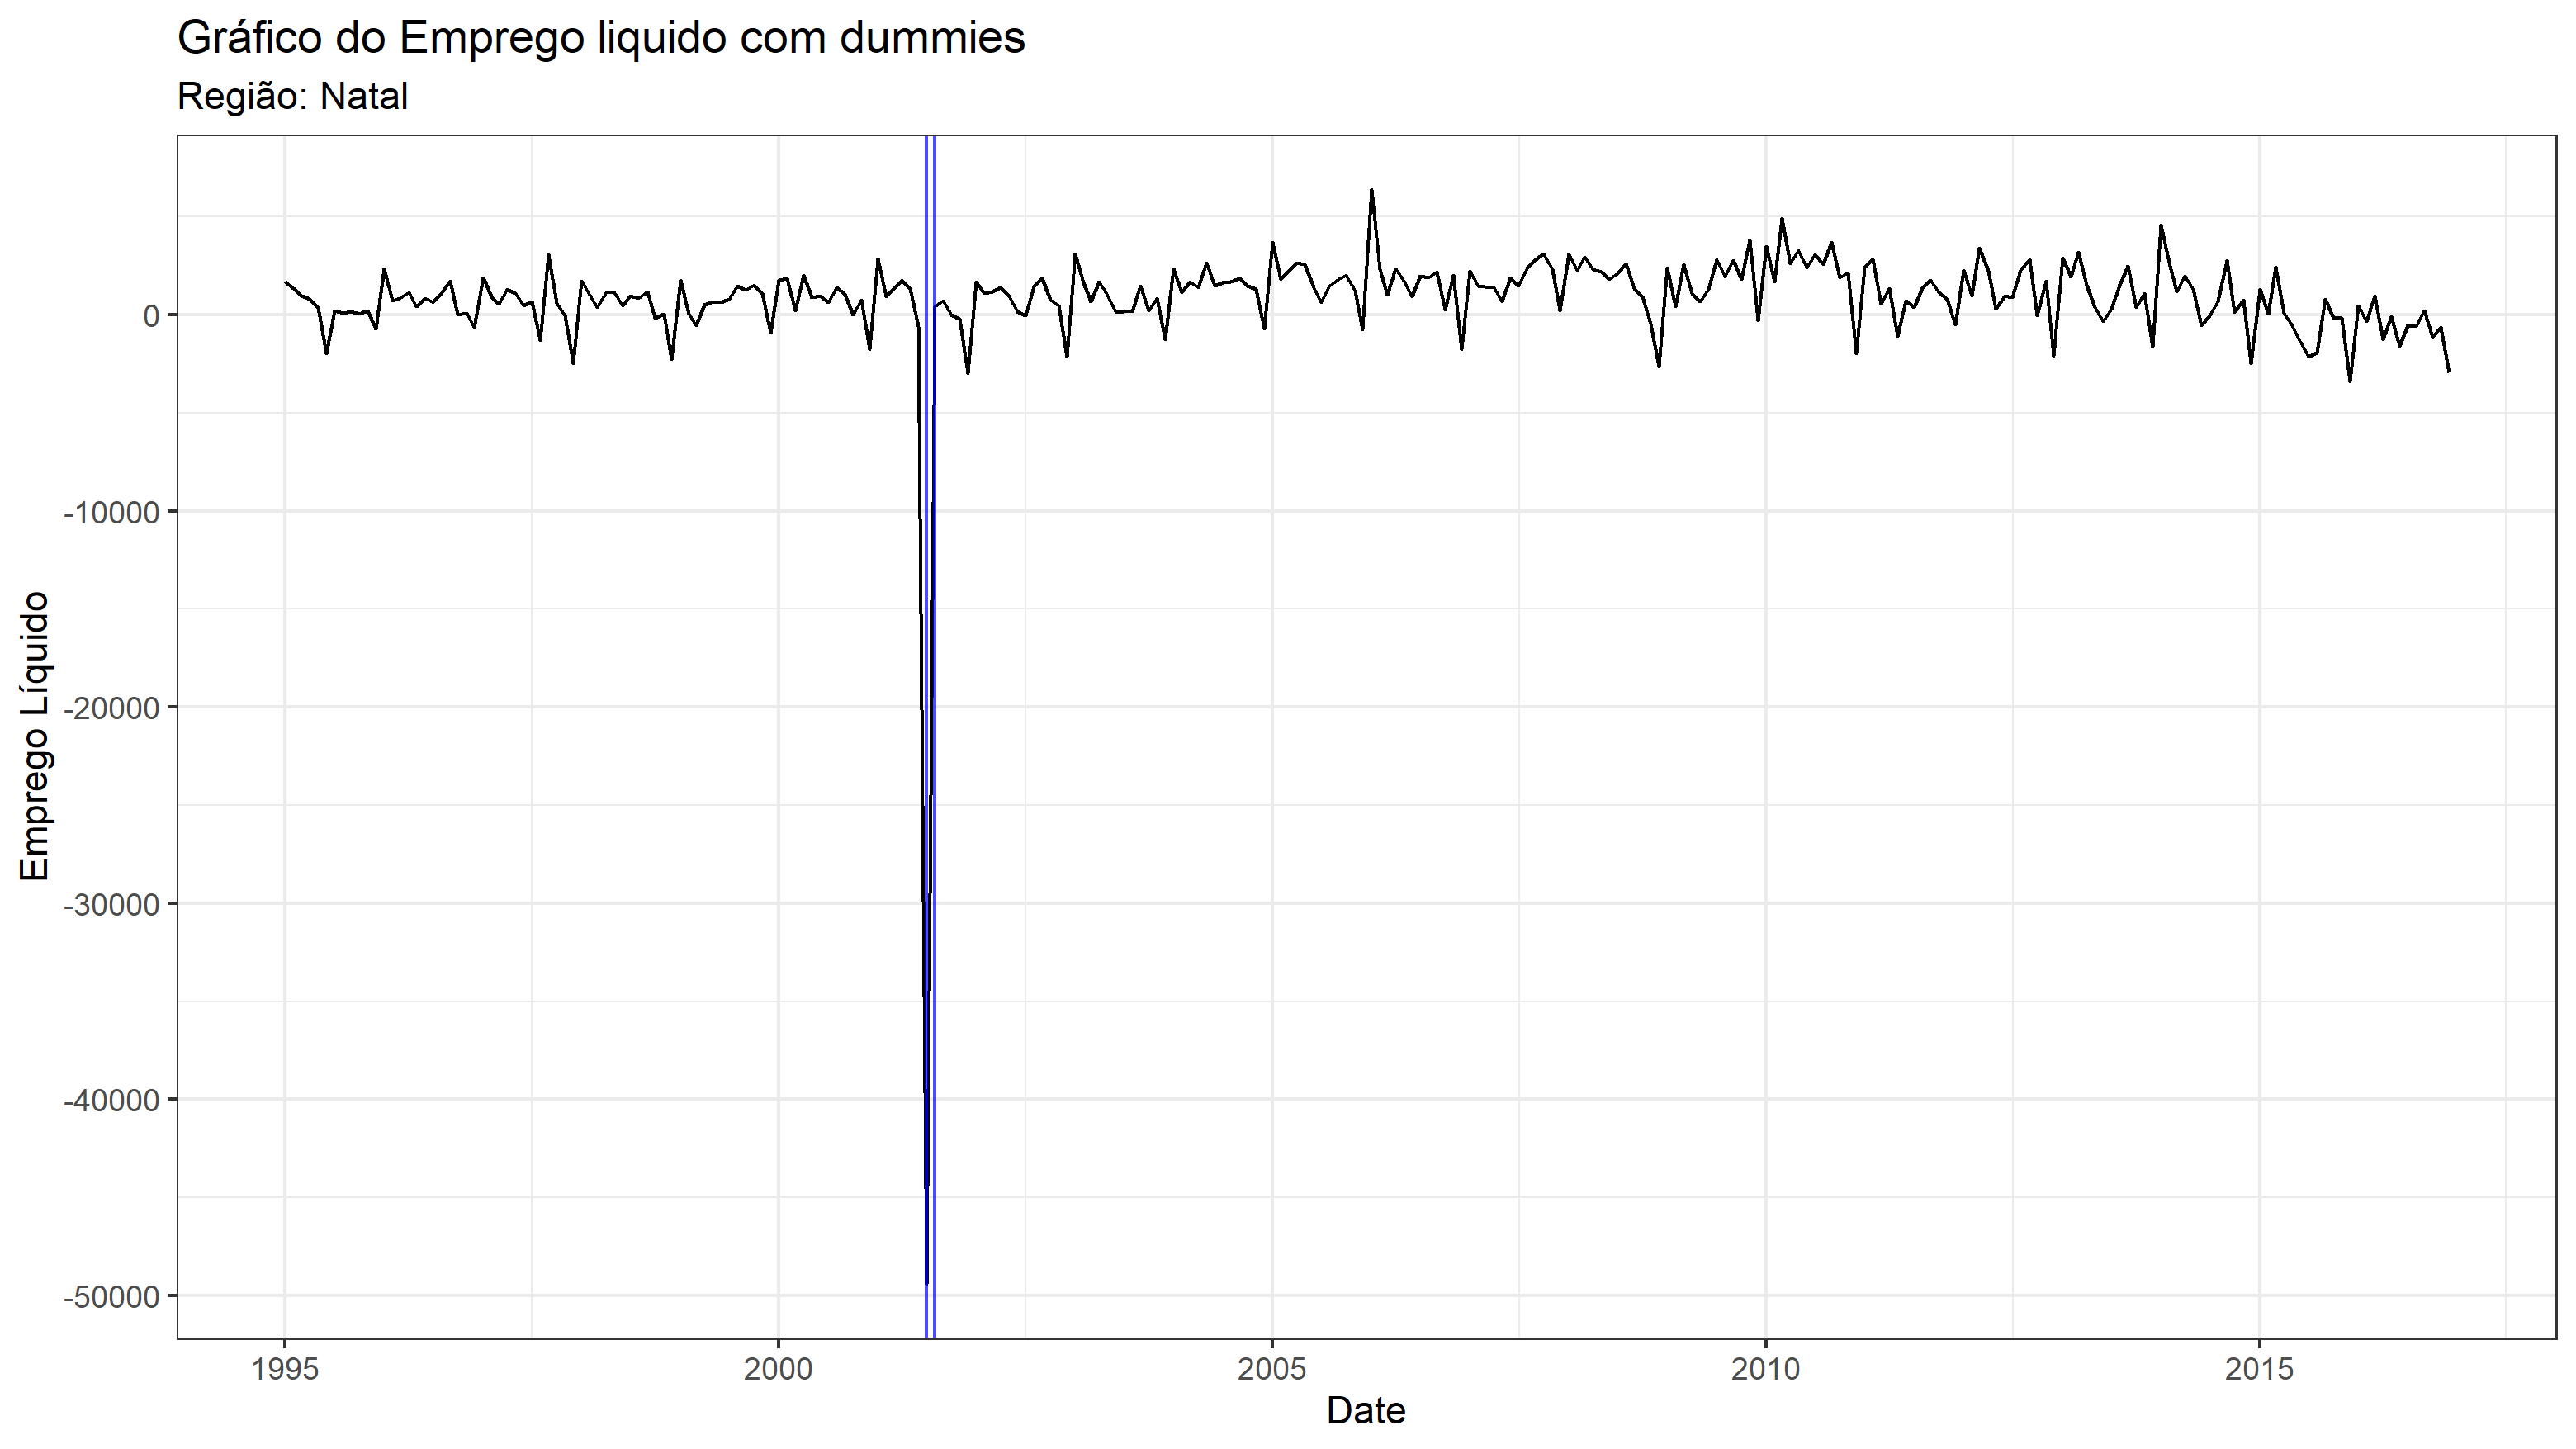 Gráfico do Emprego liquido com dummies
Região: Natal
Emprego Líquido
0
-10000
-20000
-30000
-40000
-50000
1995
2000
2005
2010
2015
Date